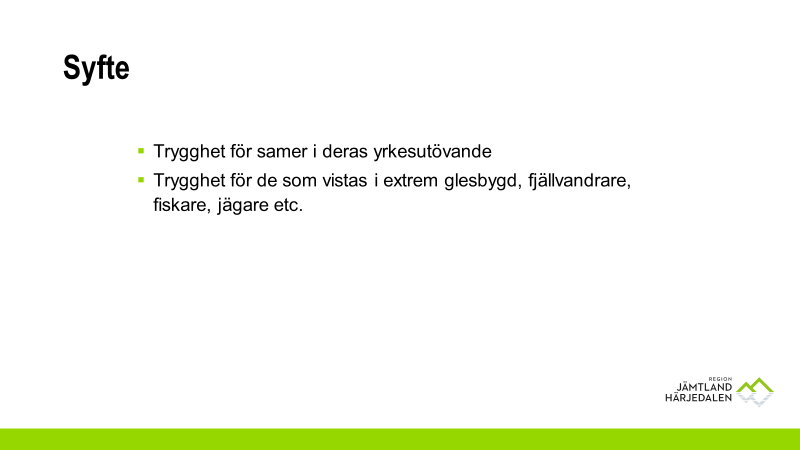 Syfte
Trygghet för samer i deras yrkesutövande
Trygghet för de som vistas i extrem glesbygd, fjällvandrare,
fiskare, jägare etc.
REGION
JÄMTLAND
HÄRJEDALEN